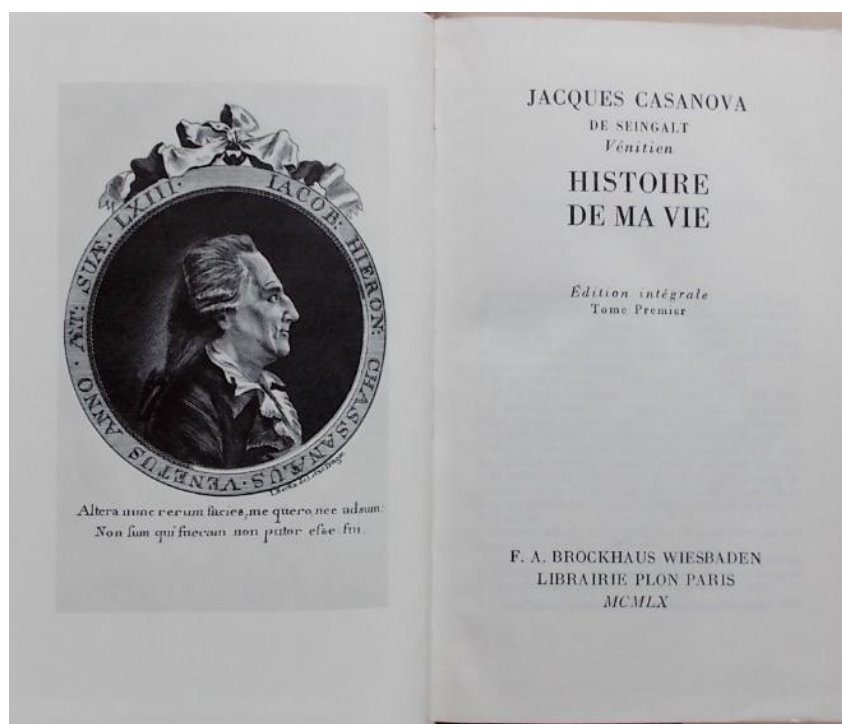 IACOB: HIERON: CHASSANÆUS · VENETUS ANNO · ÆT: SUÆ · LXIII ·
Altera nunc rerum facies, me quero, nec adsum:
Non sum qui fueram non putor esse: fui.
JACQUES CASANOVA
DE SEINGALT
Vénitien
HISTOIRE
DE MA VIE
Édition intégrale
Tome Premier
F. A. BROCKHAUS WIESBADEN
LIBRAIRIE PLON PARIS
MCMLX